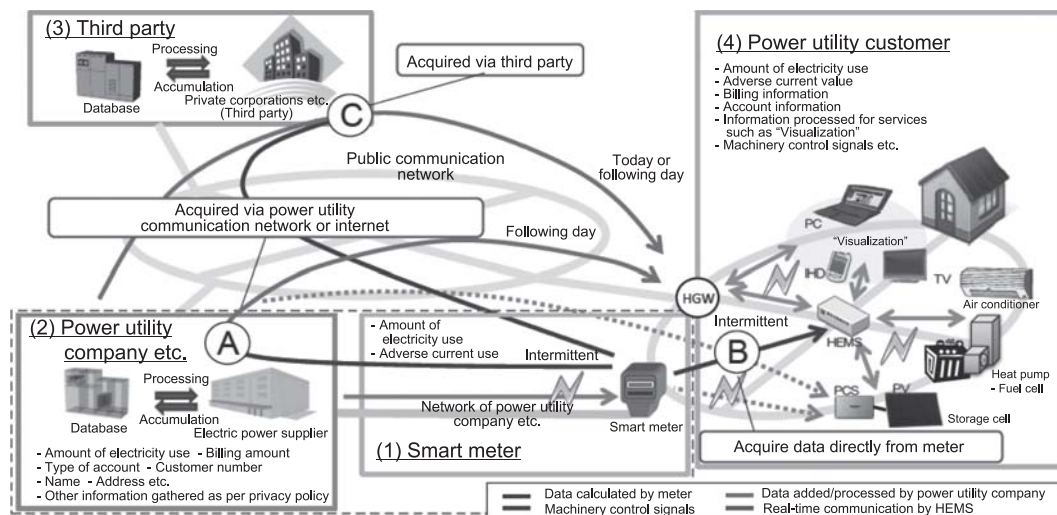 (3) Third party
Processing
Accumulation
Database
Private corporations etc.
(Third party)
Acquired via third party
C
Public communication
network
Today or
following day
Acquired via power utility
communication network or internet
Following day
(4) Power utility customer
- Amount of electricity use
- Adverse current value
- Billing information
- Account information
- Information processed for services
such as “Visualization”
- Machinery control signals etc.
PC
“Visualization”
IHD
TV
Air conditioner
HGW
HEMS
Heat pump
- Fuel cell
PCS
PV
Storage cell
Intermittent
B
Acquire data directly from meter
(2) Power utility
company etc.
A
Processing
Accumulation
Database
Electric power supplier
- Amount of electricity use - Billing amount
- Type of account - Customer number
- Name - Address etc.
- Other information gathered as per privacy policy
- Amount of
electricity use
- Adverse current use
Intermittent
Network of power utility
company etc.
Smart meter
(1) Smart meter
Data calculated by meter
Machinery control signals
Data added/processed by power utility company
Real-time communication by HEMS